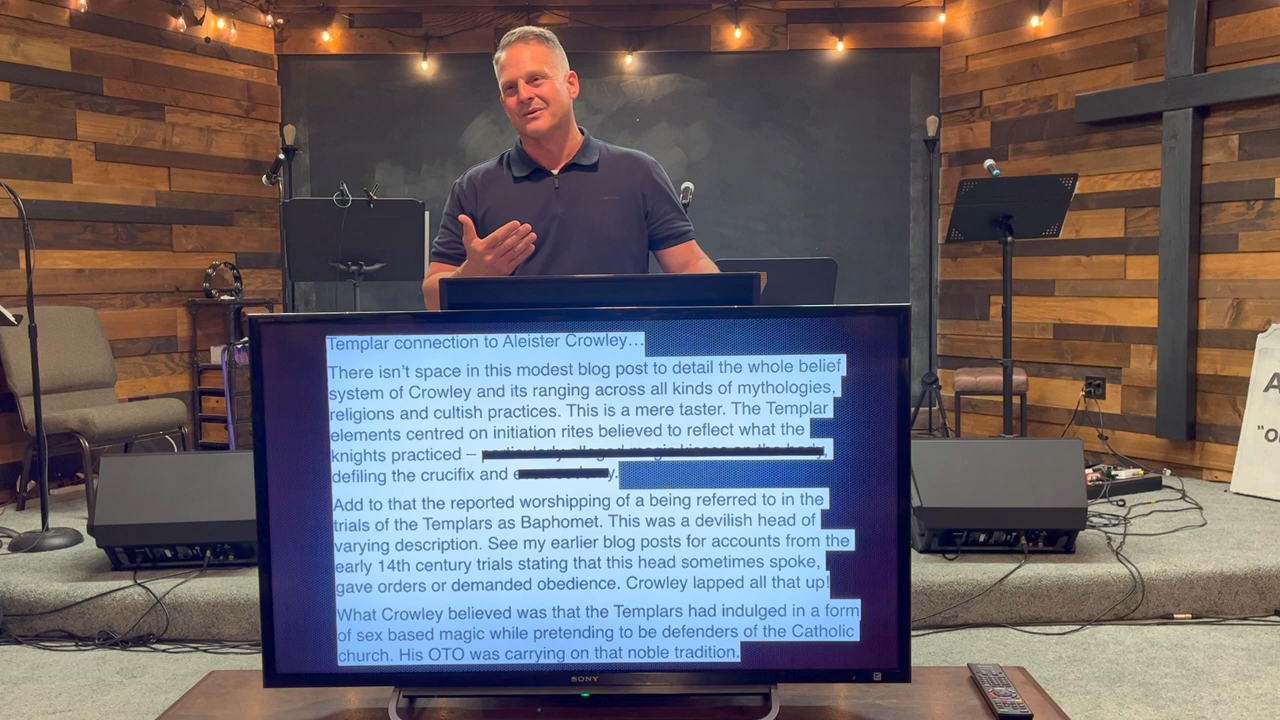 Templar connection to Aleister Crowley…
There isn't space in this modest blog post to detail the whole belief
system of Crowley and its ranging across all kinds of mythologies,
religions and cultish practices. This is a mere taster. The Templar
elements centred on initiation rites believed to reflect what the
knights practiced –
defiling the crucifix and
Add to that the reported worshipping of a being referred to in the
trials of the Templars as Baphomet. This was a devilish head of
varying description. See my earlier blog posts for accounts from the
early 14th century trials stating that this head sometimes spoke,
gave orders or demanded obedience. Crowley lapped all that up!
What Crowley believed was that the Templars had indulged in a form
of sex based magic while pretending to be defenders of the Catholic
church. His OTO was carrying on that noble tradition.
SONY